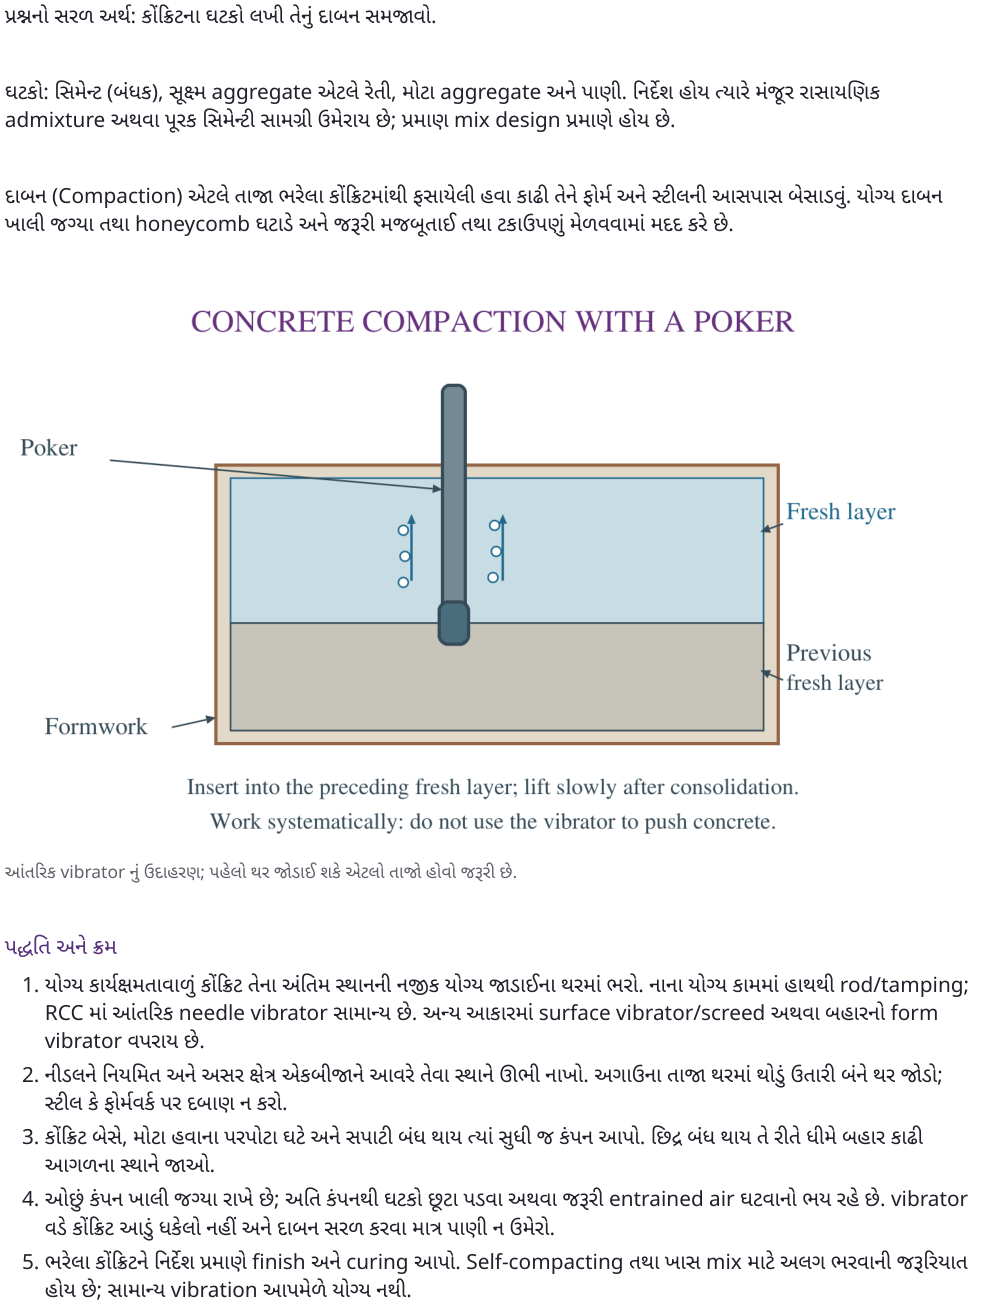 પ્રશ્નનો સરળ અર્થ: કોંક્રિટના ઘટકો લખી તેનું દાબન સમજાવો.
ઘટકો: સિમેન્ટ (બંધક), સૂક્ષ્મ aggregate એટલે રેતી, મોટા aggregate અને પાણી. નિર્દેશ હોય ત્યારે મંજૂર રાસાયણિક
admixture અથવા પૂરક સિમેન્ટી સામગ્રી ઉમેરાય છે; પ્રમાણ mix design પ્રમાણે હોય છે.
દાબન (Compaction) એટલે તાજા ભરેલા કોંક્રિટમાંથી ફસાયેલી હવા કાઢી તેને ફોર્મ અને સ્ટીલની આસપાસ બેસાડવું. યોગ્ય દાબન
ખાલી જગ્યા તથા honeycomb ઘટાડે અને જરૂરી મજબૂતાઈ તથા ટકાઉપણું મેળવવામાં મદદ કરે છે.
CONCRETE COMPACTION WITH A POKER
Poker
Fresh layer
Previous
fresh layer
Formwork
Insert into the preceding fresh layer; lift slowly after consolidation.
Work systematically: do not use the vibrator to push concrete.
આંતરિક vibrator નું ઉદાહરણ; પહેલો થર જોડાઈ શકે એટલો તાજો હોવો જરૂરી છે.
પદ્ધતિ અને ક્રમ
1. યોગ્ય કાર્યક્ષમતાવાળું કોંક્રિટ તેના અંતિમ સ્થાનની નજીક યોગ્ય જાડાઈના થરમાં ભરો. નાના યોગ્ય કામમાં હાથથી rod/tamping;
RCC માં આંતરિક needle vibrator સામાન્ય છે. અન્ય આકારમાં surface vibrator/screed અથવા બહારનો form
vibrator વપરાય છે.
2. નીડલને નિયમિત અને અસર ક્ષેત્ર એકબીજાને આવરે તેવા સ્થાને ઊભી નાખો. અગાઉના તાજા થરમાં થોડું ઉતારી બંને થર જોડો;
સ્ટીલ કે ફોર્મવર્ક પર દબાણ ન કરો.
3. કોંક્રિટ બેસે, મોટા હવાના પરપોટા ઘટે અને સપાટી બંધ થાય ત્યાં સુધી જ કંપન આપો. છિદ્ર બંધ થાય તે રીતે ધીમે બહાર કાઢી
આગળના સ્થાને જાઓ.
4. ઓછું કંપન ખાલી જગ્યા રાખે છે; અતિ કંપનથી ઘટકો છૂટા પડવા અથવા જરૂરી entrained air ઘટવાનો ભય રહે છે. vibrator
વડે કોંક્રિટ આડું ધકેલો નહીં અને દાબન સરળ કરવા માત્ર પાણી ન ઉમેરો.
5. ભરેલા કોંક્રિટને નિર્દેશ પ્રમાણે finish અને curing આપો. Self-compacting તથા ખાસ mix માટે અલગ ભરવાની જરૂરિયાત
હોય છે; સામાન્ય vibration આપમેળે યોગ્ય નથી.